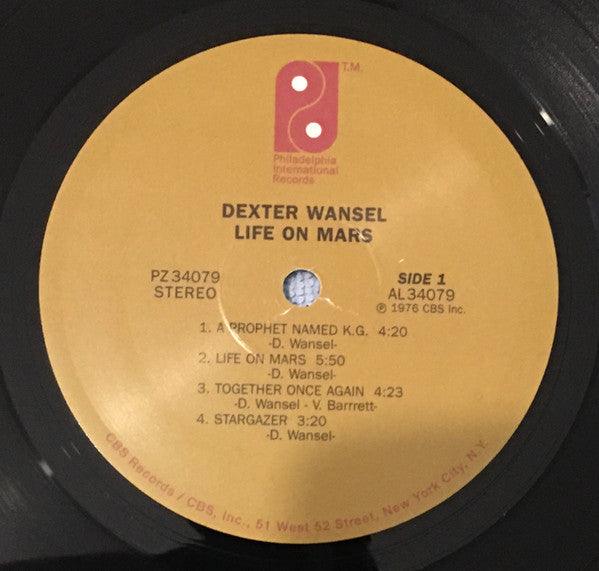 T.M.
Philadelphia
International
Records
DEXTER WANSEL
LIFE ON MARS
PZ 34079
STEREO
SIDE 1
AL 34079
℗ 1976 CBS Inc.
1. A PROPHET NAMED K.G. 4:20
-D. Wansel-
2. LIFE ON MARS 5:50
-D. Wansel-
3. TOGETHER ONCE AGAIN 4:23
-D. Wansel - V. Barrrett-
4. STARGAZER 3:20
-D. Wansel-
CBS Records / CBS, Inc., 51 West 52 Street, New York City, N.Y.